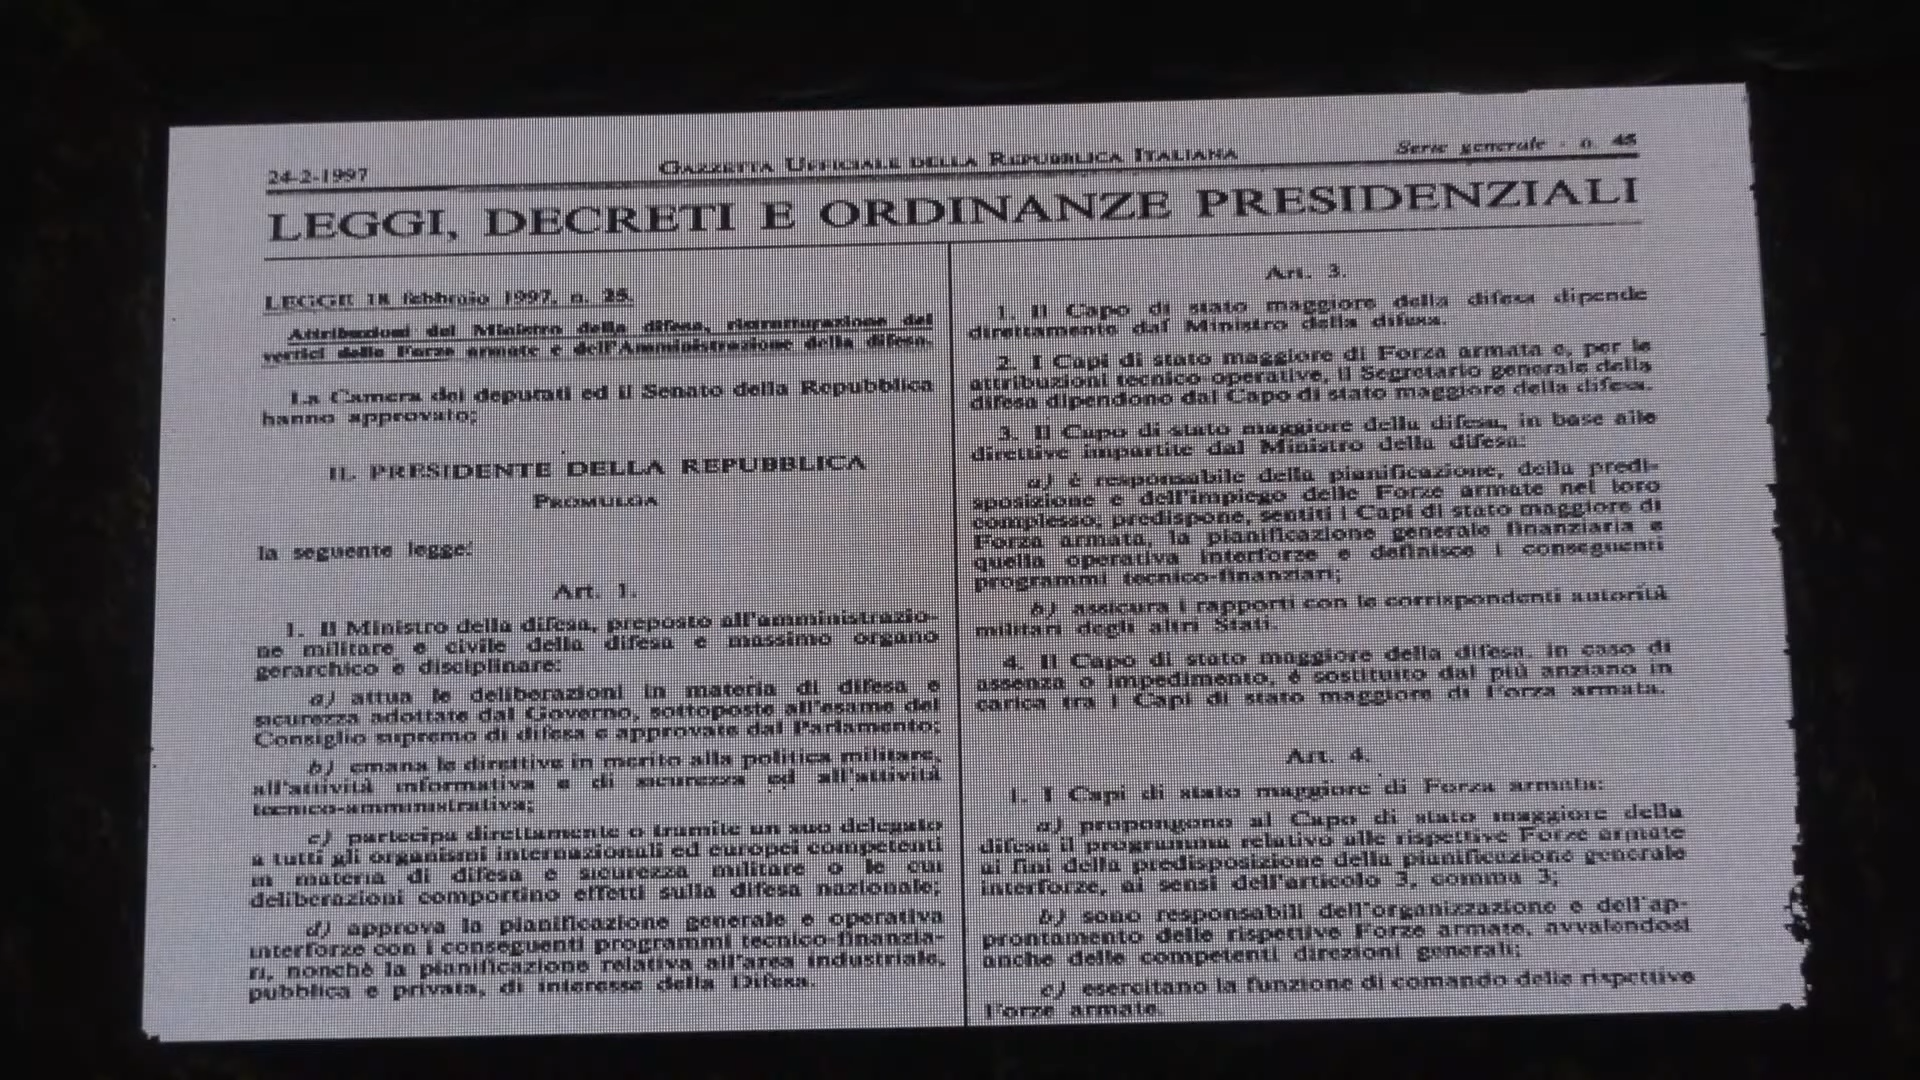 24-2-1997
GAZZETTA UFFICIALE DELLA REPUBBLICA ITALIANA
Serie generale - n. 45
LEGGI, DECRETI E ORDINANZE PRESIDENZIALI
LEGGE 18 febbraio 1997, n. 25.
Attribuzioni del Ministro della difesa, ristrutturazione dei
vertici delle Forze armate e dell'Amministrazione della difesa.
La Camera dei deputati ed il Senato della Repubblica
hanno approvato;
IL PRESIDENTE DELLA REPUBBLICA
PROMULGA
la seguente legge:
Art. 1.
1. Il Ministro della difesa, preposto all'amministrazio-
ne militare e civile della difesa e massimo organo
gerarchico e disciplinare:
a) attua le deliberazioni in materia di difesa e
sicurezza adottate dal Governo, sottoposte all'esame del
Consiglio supremo di difesa e approvate dal Parlamento;
b) emana le direttive in merito alla politica militare,
all'attività informativa e di sicurezza ed all'attività
tecnico-amministrativa;
c) partecipa direttamente o tramite un suo delegato
a tutti gli organismi internazionali ed europei competenti
in materia di difesa e sicurezza militare o le cui
deliberazioni comportino effetti sulla difesa nazionale;
d) approva la pianificazione generale e operativa
interforze con i conseguenti programmi tecnico-finanzia-
ri, nonchè la pianificazione relativa all'area industriale,
pubblica e privata, di interesse della Difesa.
Art. 3.
1. Il Capo di stato maggiore della difesa dipende
direttamente dal Ministro della difesa.
2. I Capi di stato maggiore di Forza armata e, per le
attribuzioni tecnico operative, il Segretario generale della
difesa dipendono dal Capo di stato maggiore della difesa.
3. Il Capo di stato maggiore della difesa, in base alle
direttive impartite dal Ministro della difesa:
a) è responsabile della pianificazione, della predi-
sposizione e dell'impiego delle Forze armate nel loro
complesso; predispone, sentiti i Capi di stato maggiore di
Forza armata, la pianificazione generale finanziaria e
quella operativa interforze e definisce i conseguenti
programmi tecnico-finanziari;
b) assicura i rapporti con le corrispondenti autorità
militari degli altri Stati.
4. Il Capo di stato maggiore della difesa, in caso di
assenza o impedimento, è sostituito dal più anziano in
carica tra i Capi di stato maggiore di Forza armata.
Art. 4.
1. I Capi di stato maggiore di Forza armata:
a) propongono al Capo di stato maggiore della
difesa il programma relativo alle rispettive Forze armate
ai fini della predisposizione della pianificazione generale
interforze, ai sensi dell'articolo 3, comma 3;
b) sono responsabili dell'organizzazione e dell'ap-
prontamento delle rispettive Forze armate, avvalendosi
anche delle competenti direzioni generali;
c) esercitano la funzione di comando delle rispettive
Forze armate.